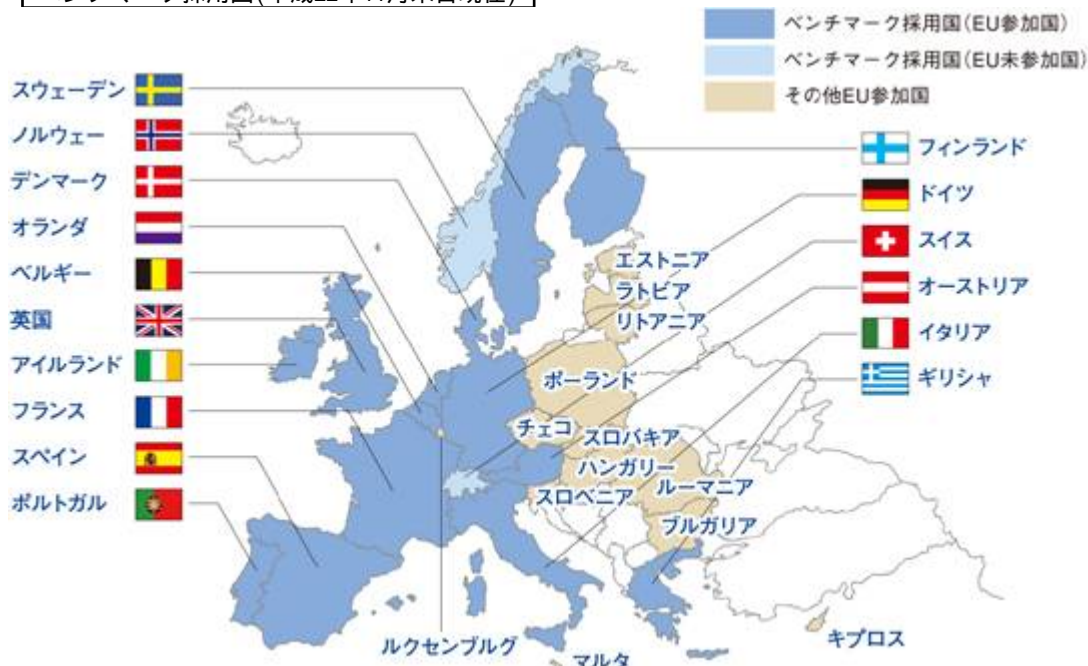 ベンチマーク採用国(EU参加国)
ベンチマーク採用国(EU未参加国)
その他EU参加国
スウェーデン
ノルウェー
デンマーク
オランダ
ベルギー
英国
アイルランド
フランス
スペイン
ポルトガル
フィンランド
ドイツ
スイス
オーストリア
イタリア
ギリシャ
エストニア
ラトビア
リトアニア
ポーランド
チェコ
スロバキア
ハンガリー
スロベニア
ルーマニア
ブルガリア
ルクセンブルグ
マルタ
キプロス